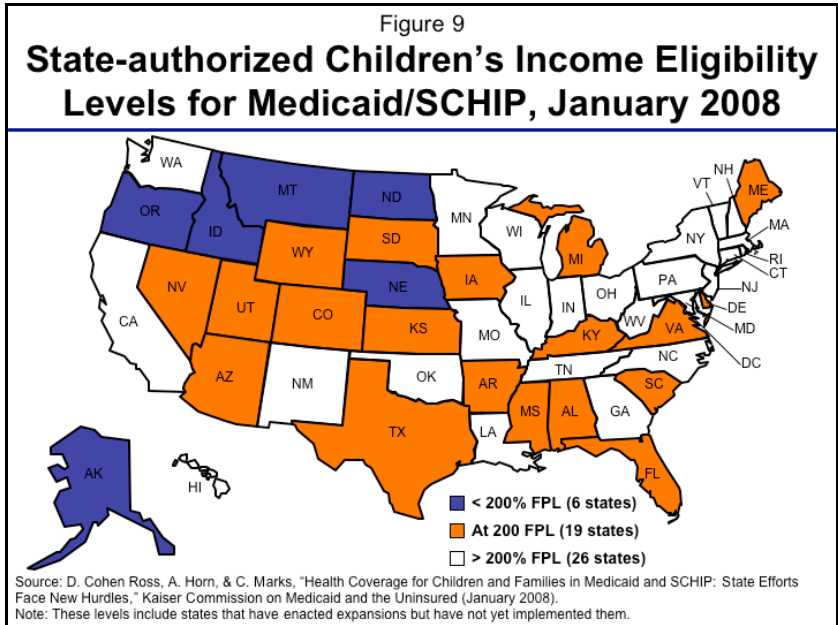 Figure 9
State-authorized Children's Income Eligibility
Levels for Medicaid/SCHIP, January 2008
WA
OR
ID
MT
ND
MN
WI
MI
NY
VT
NH
ME
MA
RI
CT
NJ
DE
MD
DC
PA
WY
SD
NE
IA
IL
IN
OH
WV
VA
CA
NV
UT
CO
KS
MO
KY
NC
TN
AZ
NM
OK
AR
SC
GA
TX
LA
MS
AL
FL
AK
HI
< 200% FPL (6 states)
At 200 FPL (19 states)
> 200% FPL (26 states)
Source: D. Cohen Ross, A. Horn, & C. Marks, "Health Coverage for Children and Families in Medicaid and SCHIP: State Efforts
Face New Hurdles," Kaiser Commission on Medicaid and the Uninsured (January 2008).
Note: These levels include states that have enacted expansions but have not yet implemented them.